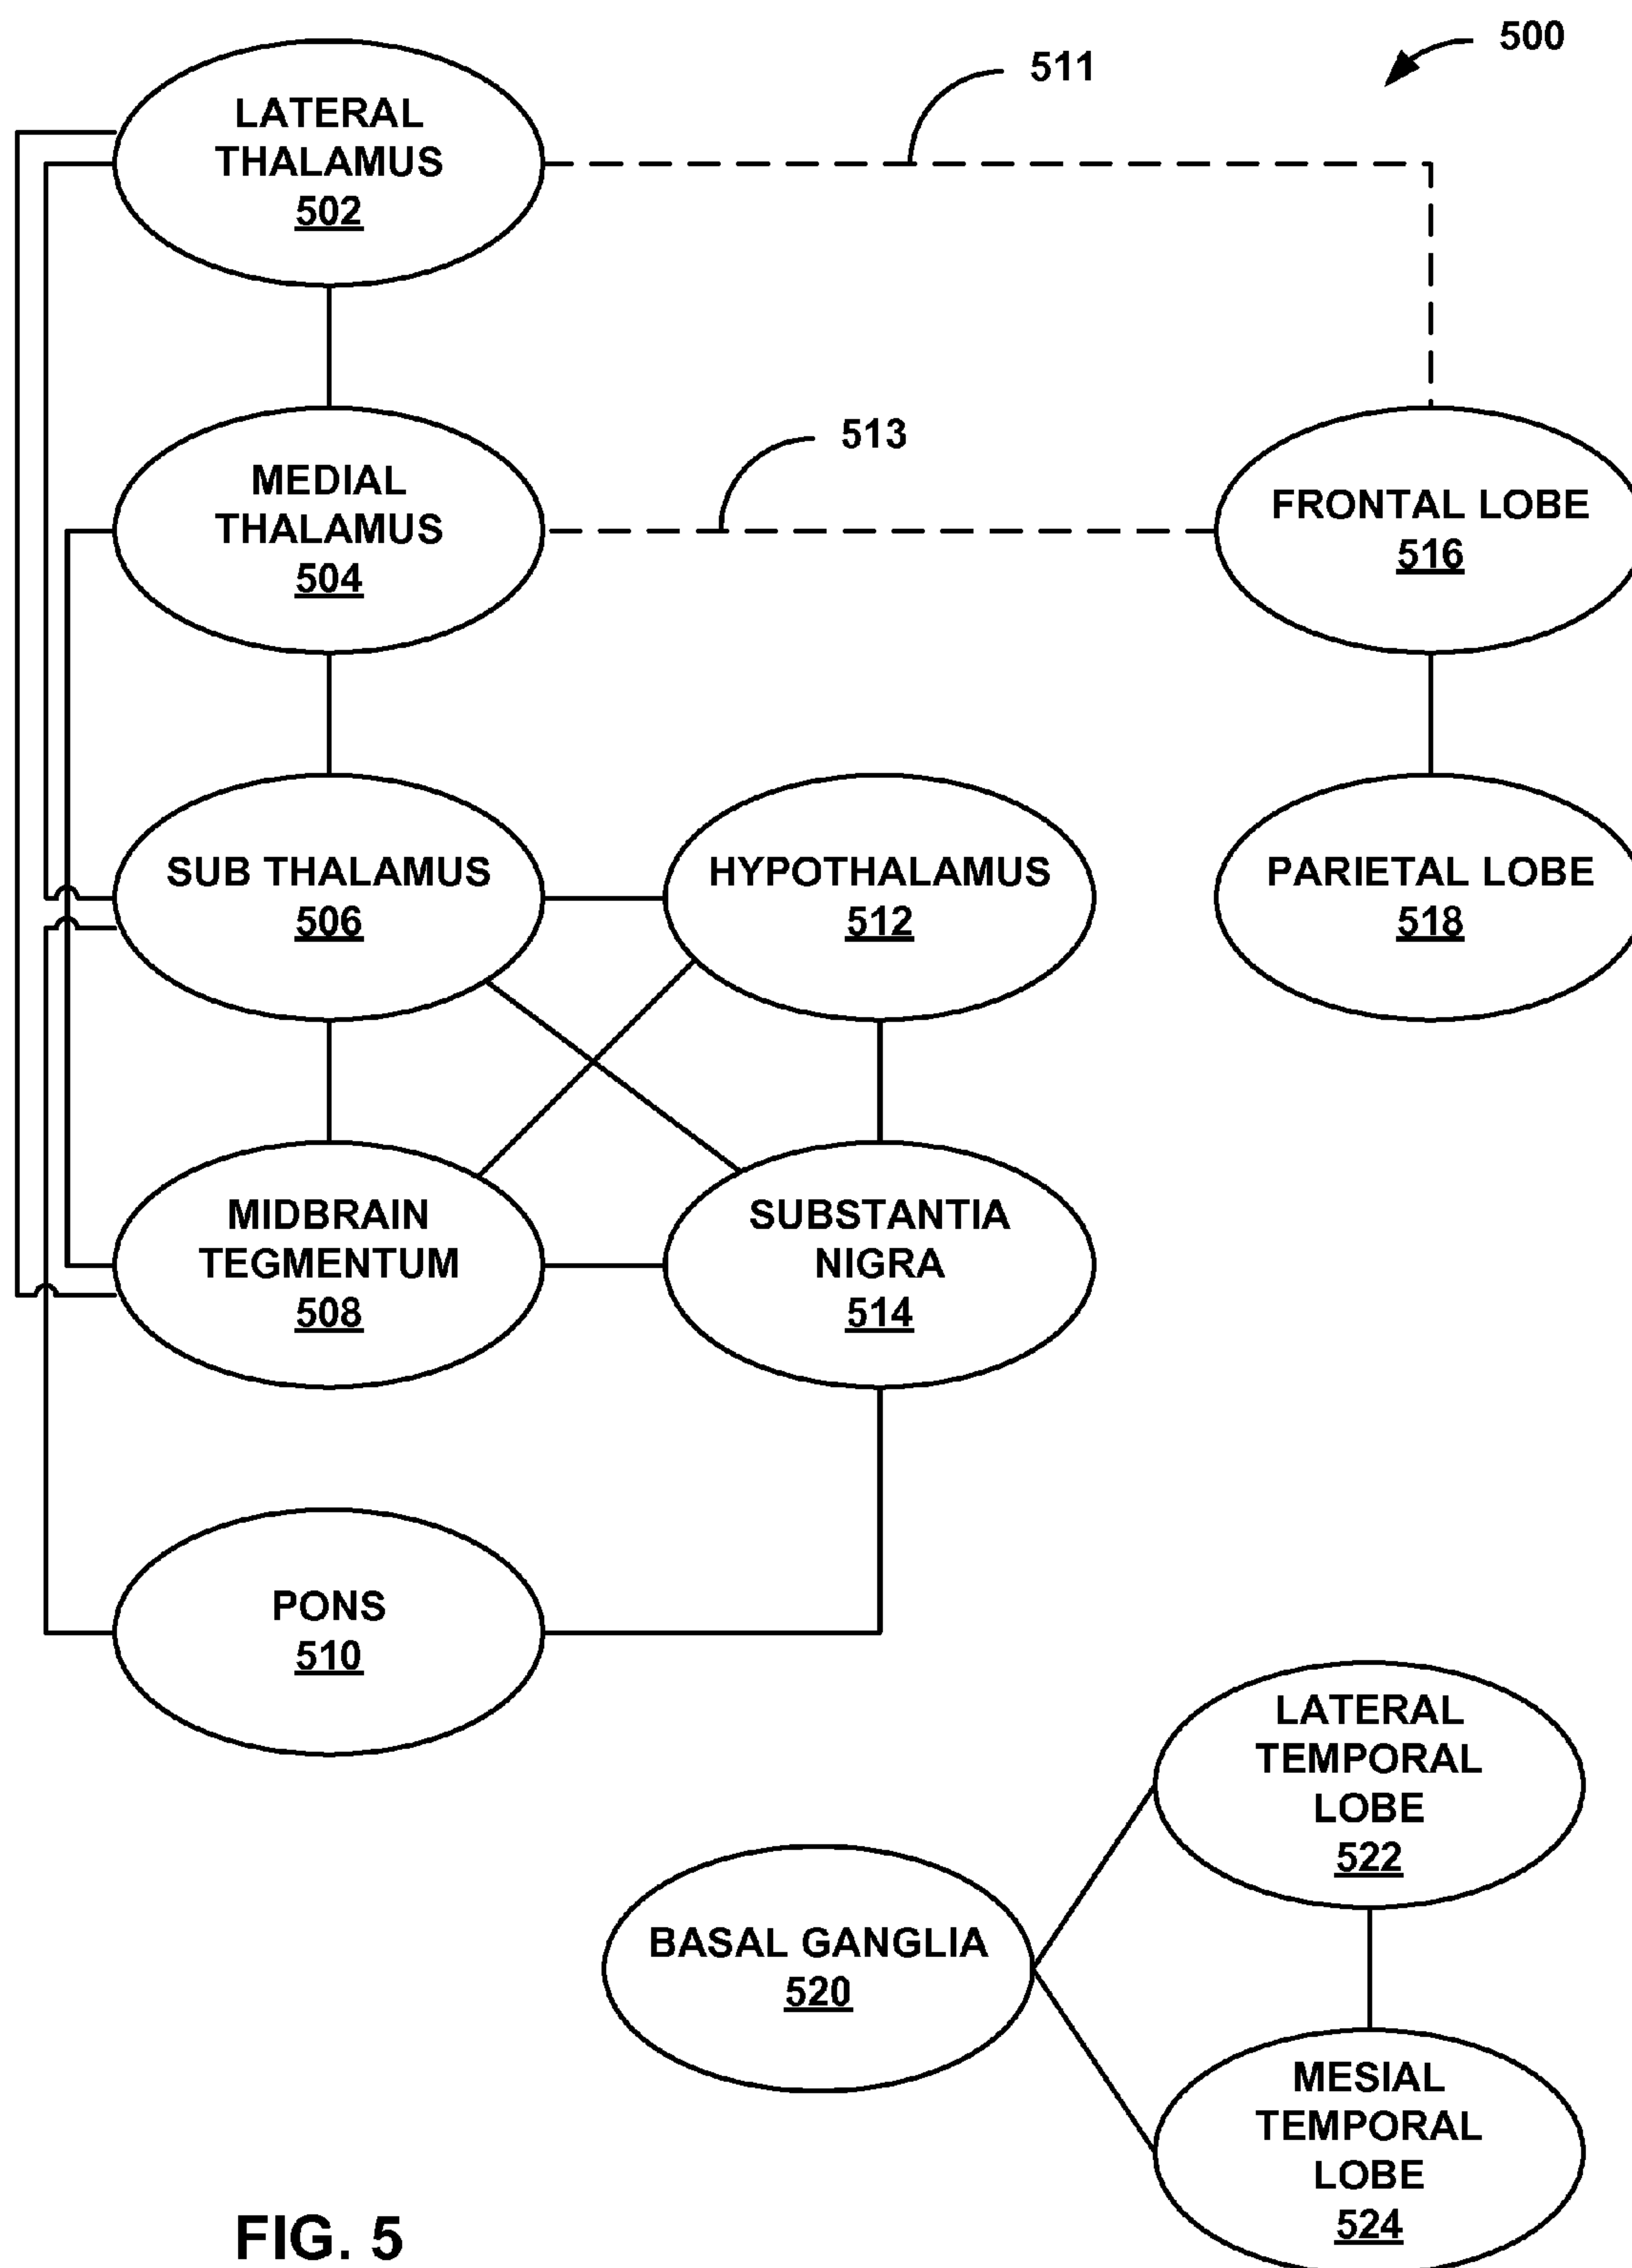 500
511
LATERAL
THALAMUS
502
513
MEDIAL
THALAMUS
504
FRONTAL LOBE
516
SUB THALAMUS
506
HYPOTHALAMUS
512
PARIETAL LOBE
518
MIDBRAIN
TEGMENTUM
508
SUBSTANTIA
NIGRA
514
PONS
510
LATERAL
TEMPORAL
LOBE
522
BASAL GANGLIA
520
MESIAL
TEMPORAL
LOBE
524
FIG. 5